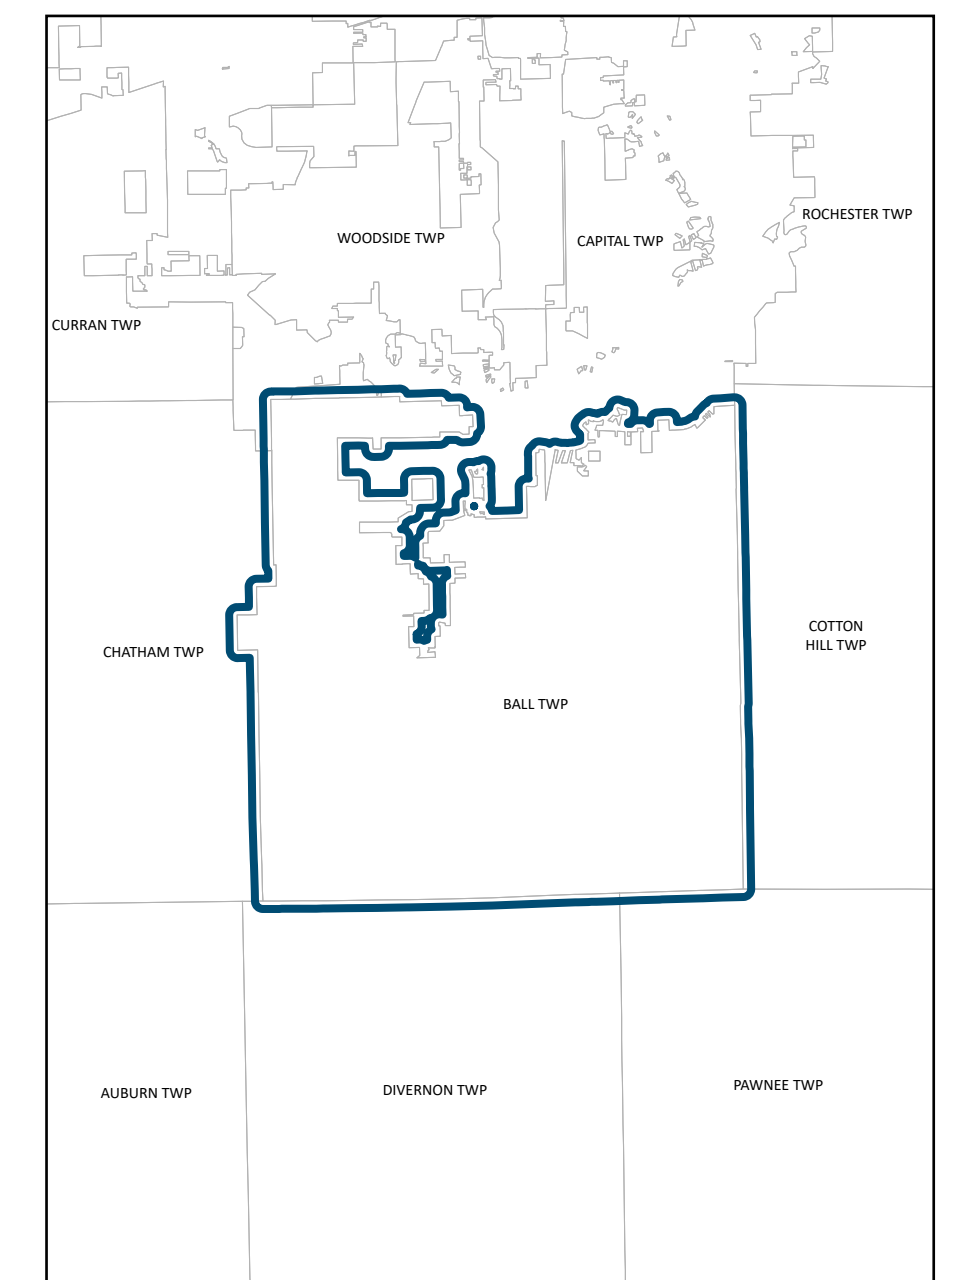 ROCHESTER TWP
WOODSIDE TWP
CAPITAL TWP
CURRAN TWP
COTTON
HILL TWP
CHATHAM TWP
BALL TWP
PAWNEE TWP
DIVERNON TWP
AUBURN TWP